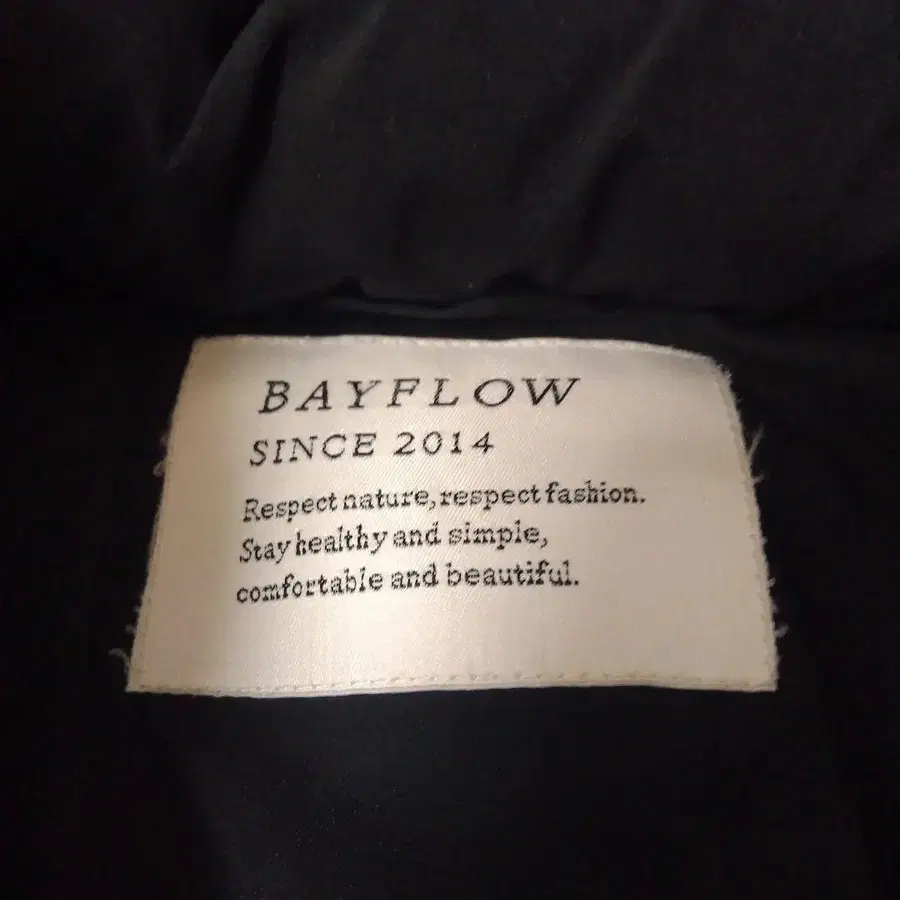 BAYFLOW
SINCE 2014
Respect nature, respect fashion.
Stay healthy and simple,
comfortable and beautiful.